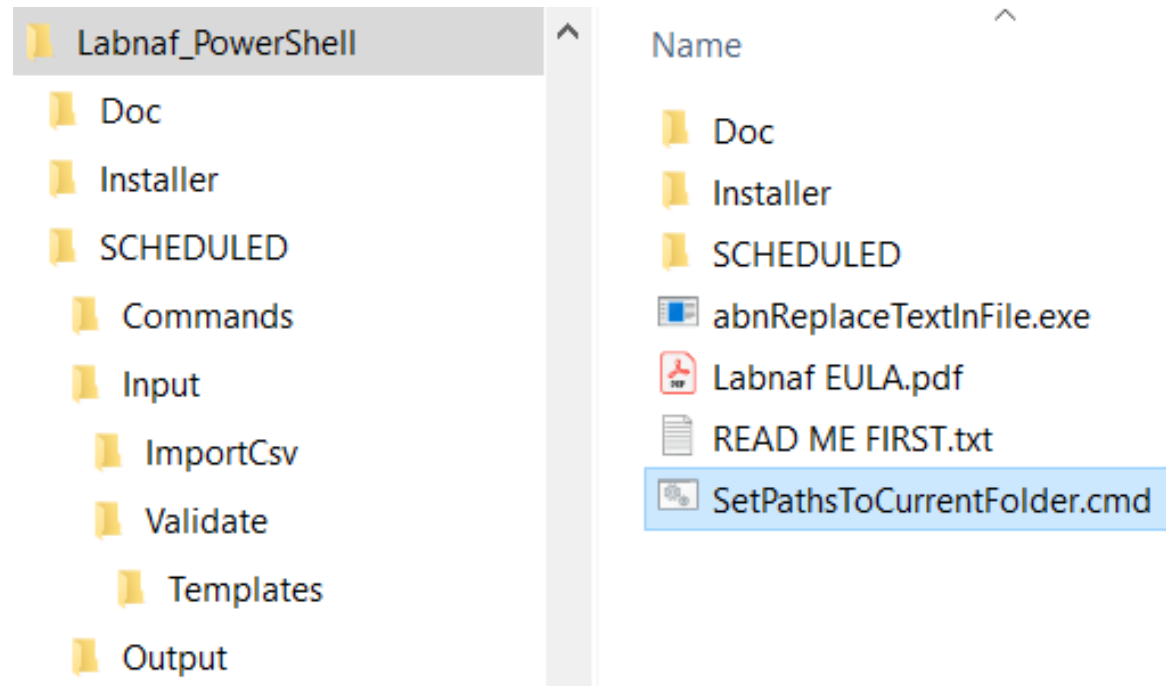 Labnaf_PowerShell
Doc
Installer
SCHEDULED
Commands
Input
ImportCsv
Validate
Templates
Output
Name
Doc
Installer
SCHEDULED
abnReplaceTextInFile.exe
Labnaf EULA.pdf
READ ME FIRST.txt
SetPathsToCurrentFolder.cmd